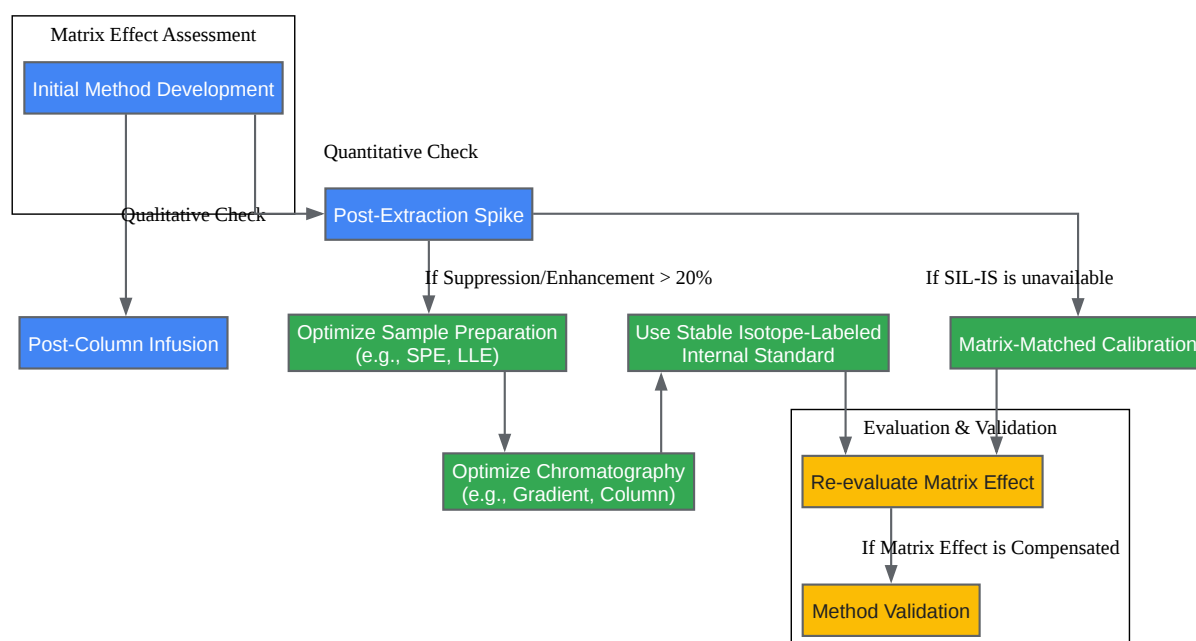 Matrix Effect Assessment
Initial Method Development
Quantitative Check
Qualitative Check
Post-Extraction Spike
If Suppression/Enhancement > 20%
If SIL-IS is unavailable
Post-Column Infusion
Optimize Sample Preparation
(e.g., SPE, LLE)
Use Stable Isotope-Labeled
Internal Standard
Matrix-Matched Calibration
Evaluation & Validation
Optimize Chromatography
(e.g., Gradient, Column)
Re-evaluate Matrix Effect
If Matrix Effect is Compensated
Method Validation